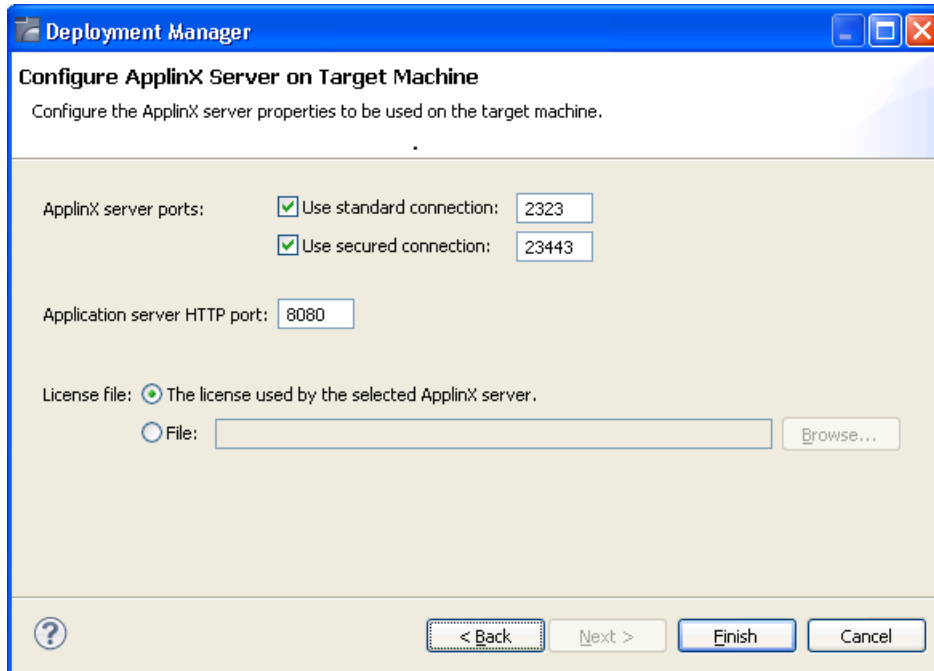 Deployment Manager
Configure ApplinX Server on Target Machine
Configure the ApplinX server properties to be used on the target machine.
ApplinX server ports: Use standard connection: 2323
Use secured connection: 23443
Application server HTTP port: 8080
License file: The license used by the selected ApplinX server.
File: Browse...
? < Back Next > Finish Cancel